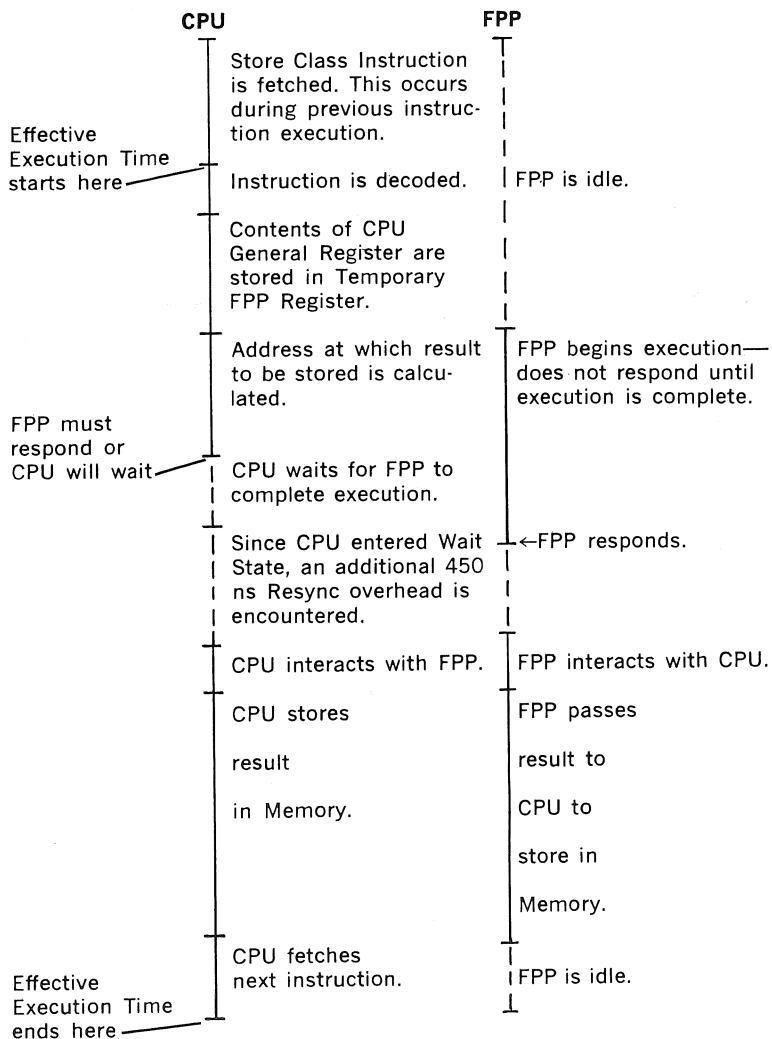 CPU
FPP
Store Class Instruction
is fetched. This occurs
during previous instruc-
tion execution.
Effective
Execution Time
starts here
Instruction is decoded.
FPP is idle.
Contents of CPU
General Register are
stored in Temporary
FPP Register.
Address at which result
to be stored is calcu-
lated.
FPP begins execution—
does not respond until
execution is complete.
FPP must
respond or
CPU will wait
CPU waits for FPP to
complete execution.
Since CPU entered Wait
State, an additional 450
ns Resync overhead is
encountered.
←FPP responds.
CPU interacts with FPP.
FPP interacts with CPU.
CPU stores
result
in Memory.
FPP passes
result to
CPU to
store in
Memory.
CPU fetches
next instruction.
FPP is idle.
Effective
Execution Time
ends here